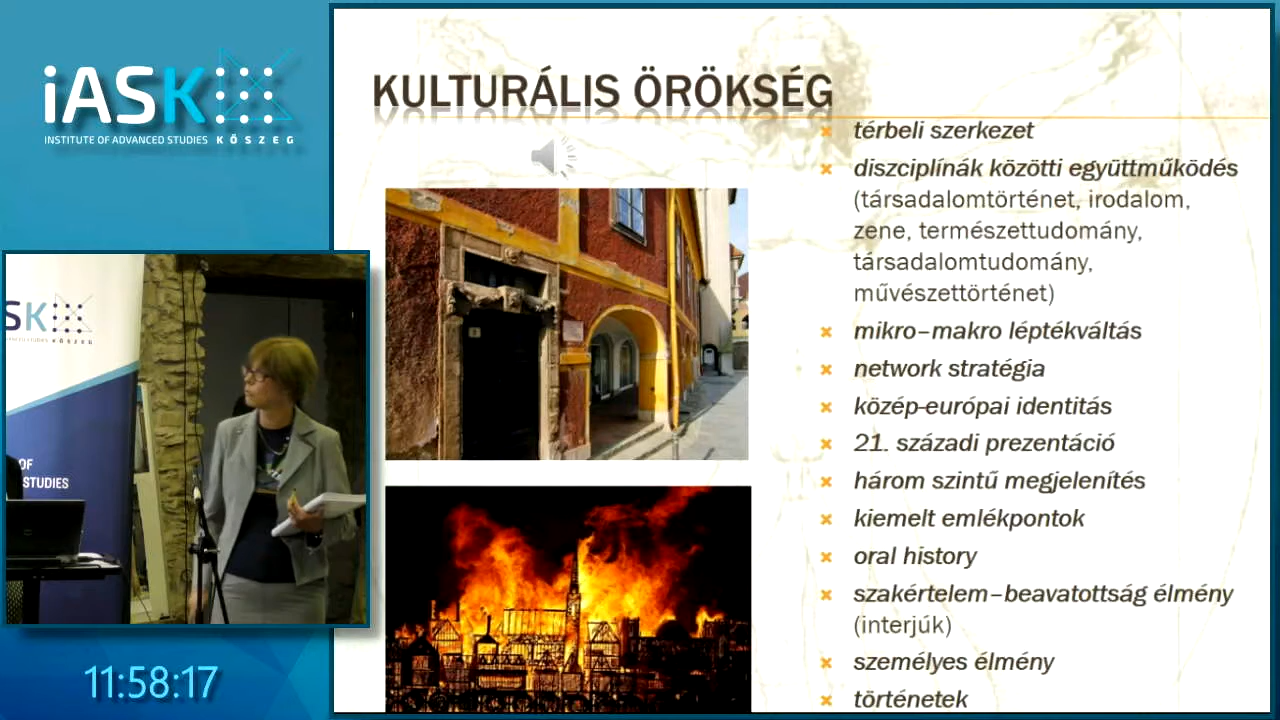 iASK
INSTITUTE OF ADVANCED STUDIES KŐSZEG
SK
KŐSZEG
OF
STUDIES
11:58:17
KULTURÁLIS ÖRÖKSÉG
térbeli szerkezet
diszciplínák közötti együttműködés
(társadalomtörténet, irodalom,
zene, természettudomány,
társadalomtudomány,
művészettörténet)
mikro–makro léptékváltás
network stratégia
közép-európai identitás
21. századi prezentáció
három szintű megjelenítés
kiemelt emlékpontok
oral history
szakértelem–beavatottság élmény
(interjúk)
személyes élmény
történetek